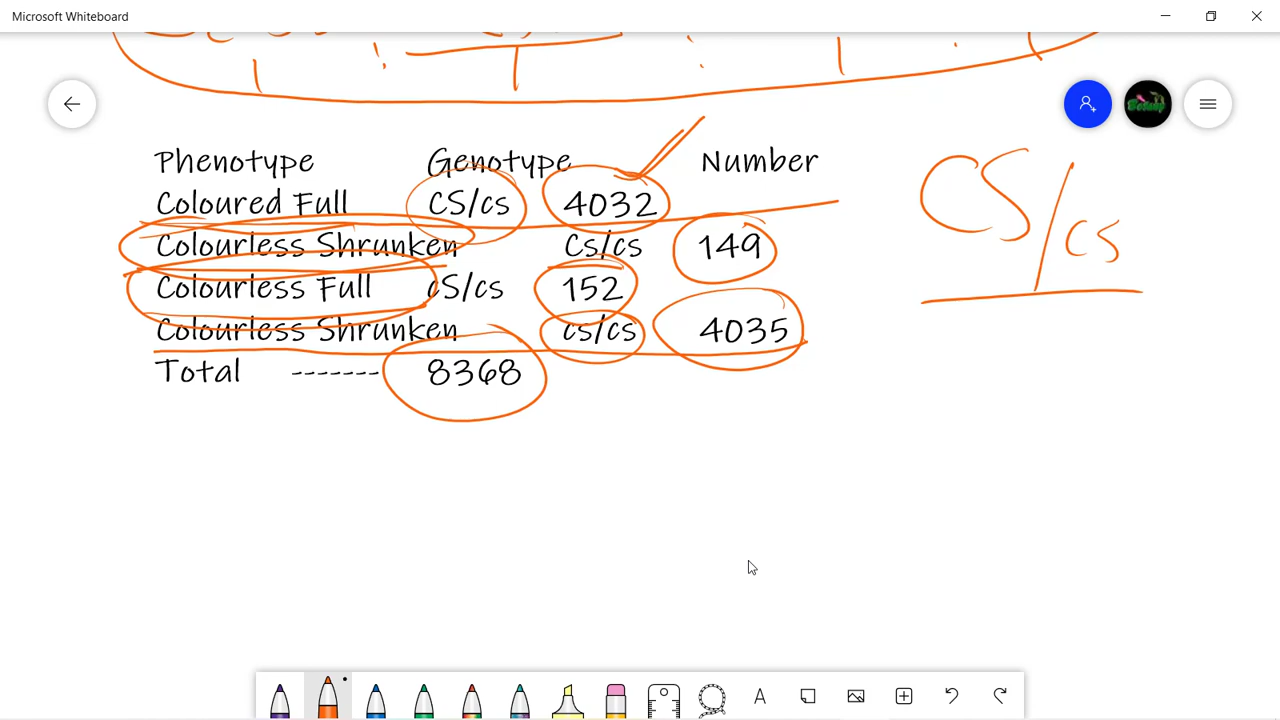 Microsoft Whiteboard
Phenotype Genotype Number
Coloured Full CS/cs 4032
Colourless Shrunken Cs/cs 149
Colourless Full cS/cs 152
Colourless Shrunken cs/cs 4035
Total ------- 8368
CS/cs
A